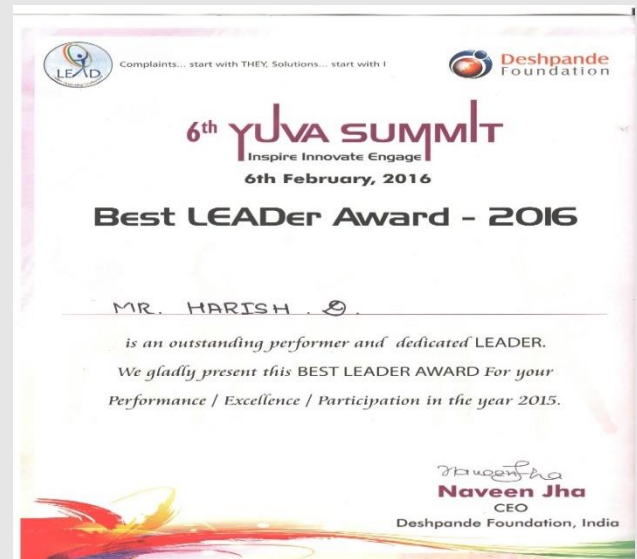 LEAD
Complaints... start with THEY, Solutions... start with I
Deshpande
Foundation
6th YUVA SUMMIT
Inspire Innovate Engage
6th February, 2016
Best LEADer Award - 2016
MR. HARISH . D.
is an outstanding performer and dedicated LEADER.
We gladly present this BEST LEADER AWARD For your
Performance / Excellence / Participation in the year 2015.
Naveen Jha
Naveen Jha
CEO
Deshpande Foundation, India